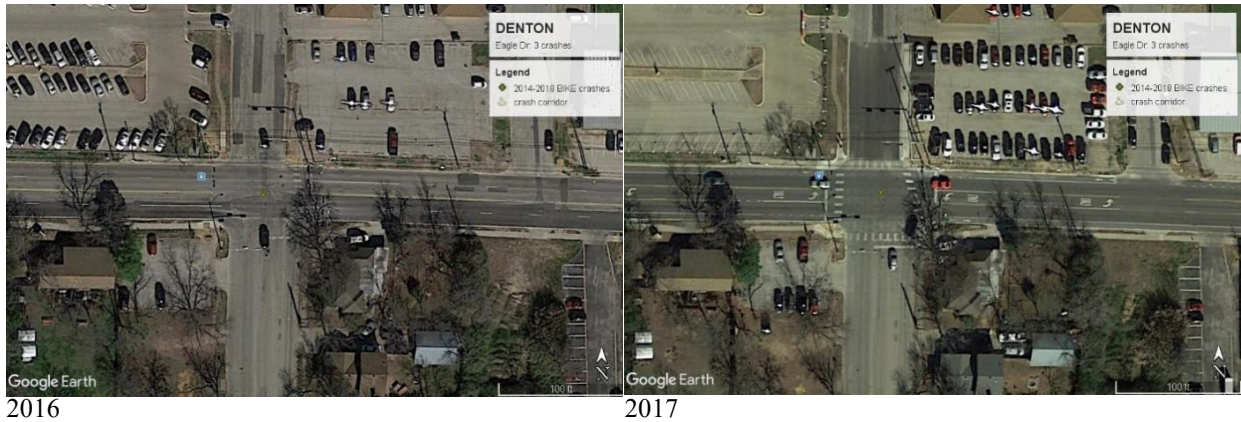 DENTON
Eagle Dr. 3 crashes
Legend
2014-2018 BIKE crashes
crash corridor
N
Google Earth
100 ft
2016
DENTON
Eagle Dr. 3 crashes
Legend
2014-2018 BIKE crashes
crash corridor
N
Google Earth
100 ft
2017